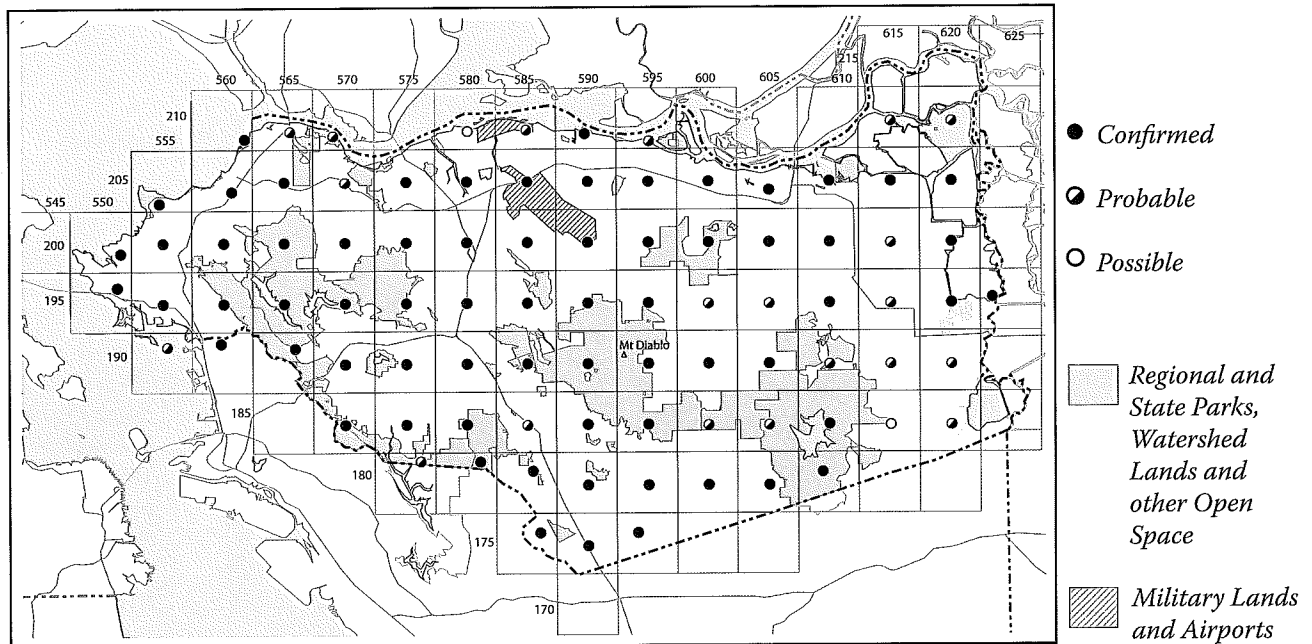 615 620 625
215
560 565 570 575 580 585 590 595 600 605 610
210
555
205
545 550
200
195
190
Mt Diablo
185
180
175
170
Confirmed
Probable
Possible
Regional and
State Parks,
Watershed
Lands and
other Open
Space
Military Lands
and Airports